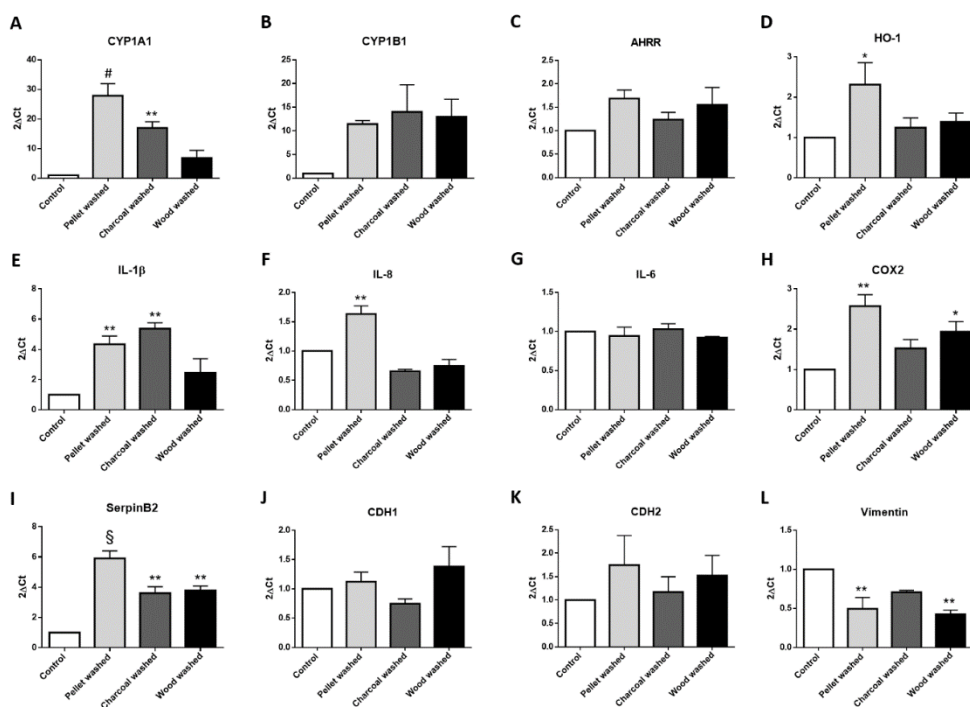 A
CYP1A1
#
**
40
30
20
10
0
2ΔCt
Control
Pellet washed
Charcoal washed
Wood washed
B
CYP1B1
25
20
15
10
5
0
2ΔCt
Control
Pellet washed
Charcoal washed
Wood washed
C
AHRR
2.5
2.0
1.5
1.0
0.5
0.0
2ΔCt
Control
Pellet washed
Charcoal washed
Wood washed
D
HO-1
*
3
2
1
0
2ΔCt
Control
Pellet washed
Charcoal washed
Wood washed
E
IL-1β
**
**
8
6
4
2
0
2ΔCt
Control
Pellet washed
Charcoal washed
Wood washed
F
IL-8
**
2.0
1.5
1.0
0.5
0.0
2ΔCt
Control
Pellet washed
Charcoal washed
Wood washed
G
IL-6
1.5
1.0
0.5
0.0
2ΔCt
Control
Pellet washed
Charcoal washed
Wood washed
H
COX2
**
*
3
2
1
0
2ΔCt
Control
Pellet washed
Charcoal washed
Wood washed
I
SerpinB2
§
**
**
8
6
4
2
0
2ΔCt
Control
Pellet washed
Charcoal washed
Wood washed
J
CDH1
2.0
1.5
1.0
0.5
0.0
2ΔCt
Control
Pellet washed
Charcoal washed
Wood washed
K
CDH2
2.5
2.0
1.5
1.0
0.5
0.0
2ΔCt
Control
Pellet washed
Charcoal washed
Wood washed
L
Vimentin
**
**
1.5
1.0
0.5
0.0
2ΔCt
Control
Pellet washed
Charcoal washed
Wood washed